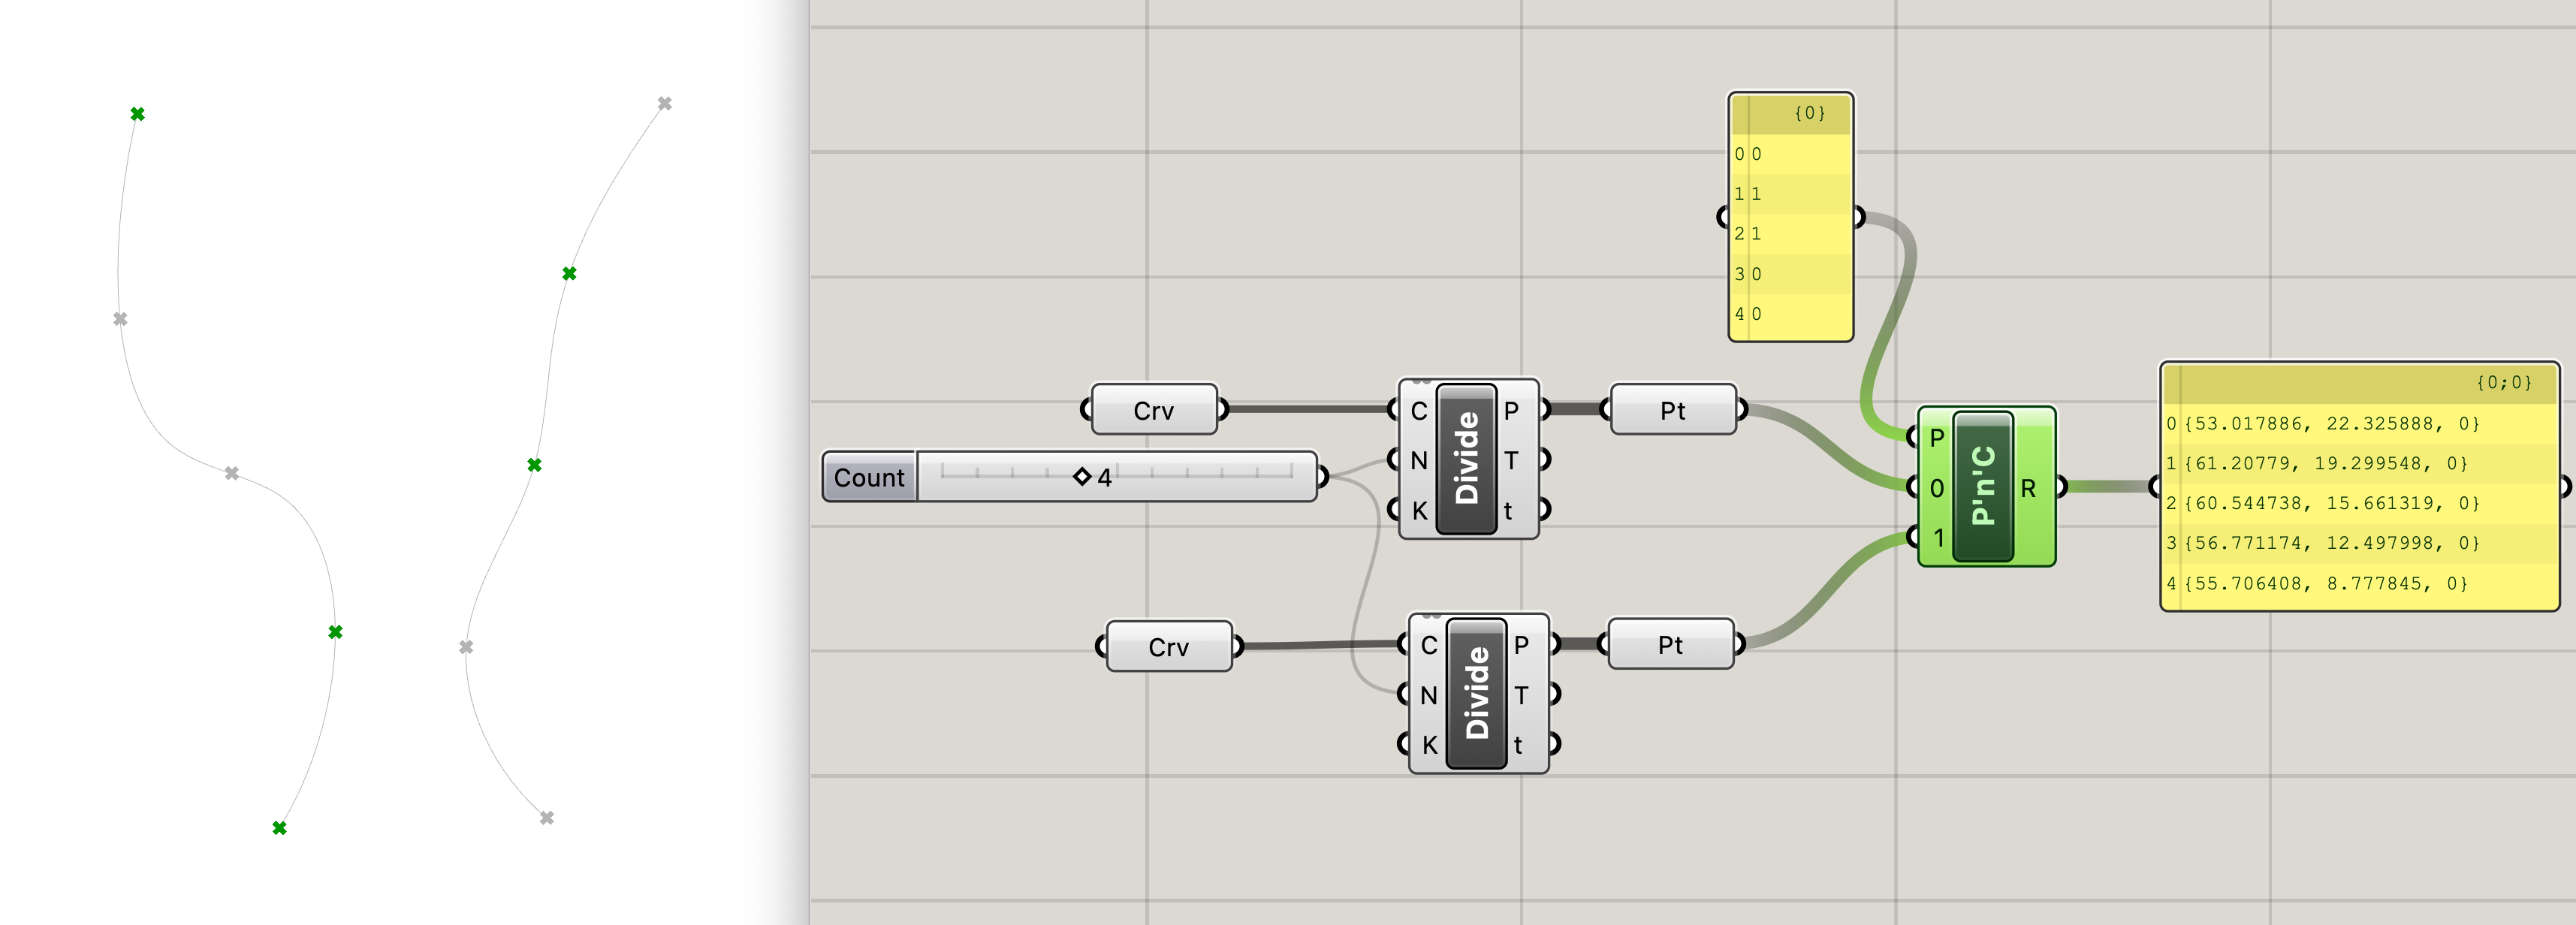 {0}
0 0
1 1
2 1
3 0
4 0
Crv
C
N
K
Divide
P
T
t
Pt
Count
4
P
0
1
P'n'C
R
{0;0}
0 {53.017886, 22.325888, 0}
1 {61.20779, 19.299548, 0}
2 {60.544738, 15.661319, 0}
3 {56.771174, 12.497998, 0}
4 {55.706408, 8.777845, 0}
Crv
C
N
K
Divide
P
T
t
Pt